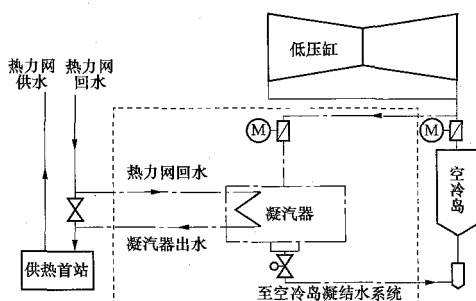 低压缸
热力网
供水
热力网
回水
M
M
热力网回水
空冷岛
凝汽器
凝汽器出水
供热首站
至空冷岛凝结水系统